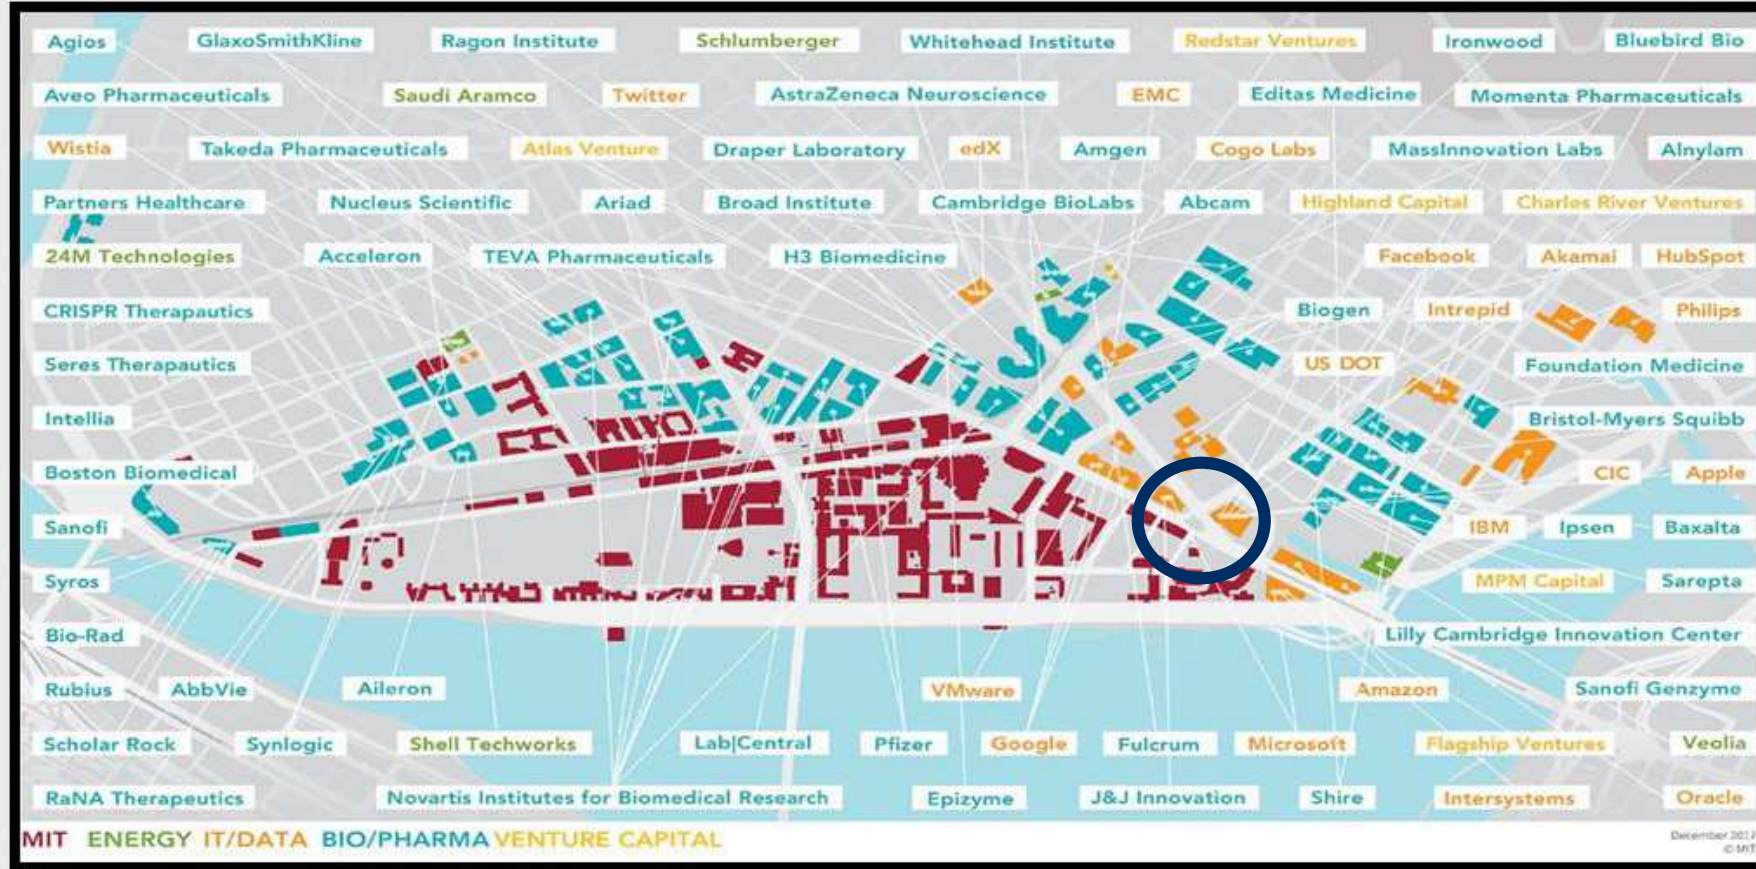 Agios GlaxoSmithKline Ragon Institute Schlumberger Whitehead Institute Redstar Ventures Ironwood Bluebird Bio
Aveo Pharmaceuticals Saudi Aramco Twitter AstraZeneca Neuroscience EMC Editas Medicine Momenta Pharmaceuticals
Wistia Takeda Pharmaceuticals Atlas Venture Draper Laboratory edX Amgen Cogo Labs MassInnovation Labs Alnylam
Partners Healthcare Nucleus Scientific Ariad Broad Institute Cambridge BioLabs Abcam Highland Capital Charles River Ventures
24M Technologies Acceleron TEVA Pharmaceuticals H3 Biomedicine Facebook Akamai HubSpot
CRISPR Therapautics Biogen Intrepid Philips
Seres Therapautics US DOT Foundation Medicine
Intellia Bristol-Myers Squibb
Boston Biomedical CIC Apple
Sanofi IBM Ipsen Baxalta
Syros MPM Capital Sarepta
Bio-Rad Lilly Cambridge Innovation Center
Rubius AbbVie Aileron VMware Amazon Sanofi Genzyme
Scholar Rock Synlogic Shell Techworks Lab|Central Pfizer Google Fulcrum Microsoft Flagship Ventures Veolia
RaNA Therapeutics Novartis Institutes for Biomedical Research Epizyme J&J Innovation Shire Intersystems Oracle
MIT ENERGY IT/DATA BIO/PHARMA VENTURE CAPITAL
December
© MIT